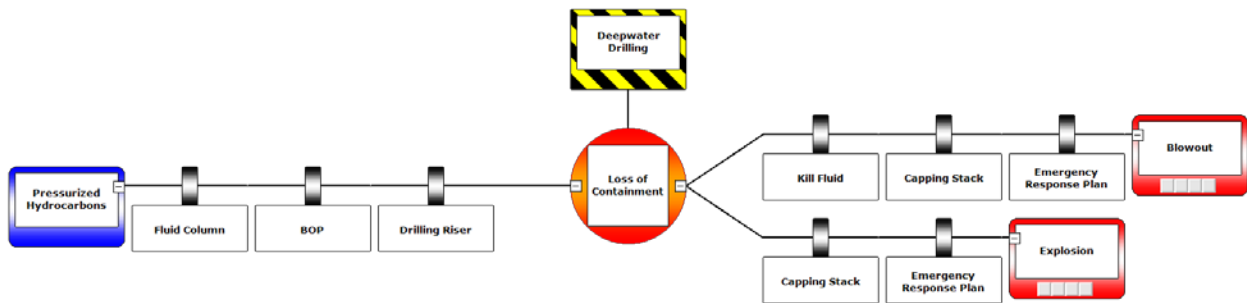 Deepwater
Drilling
Pressurized
Hydrocarbons
Fluid Column
BOP
Drilling Riser
Loss of
Containment
Kill Fluid
Capping Stack
Emergency
Response Plan
Blowout
Capping Stack
Emergency
Response Plan
Explosion